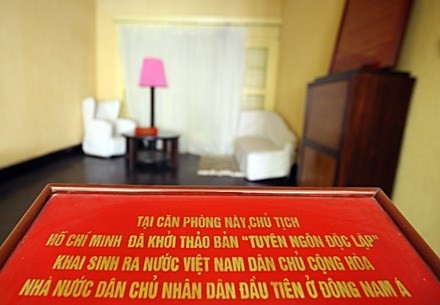 TẠI CĂN PHÒNG NÀY, CHỦ TỊCH
HỒ CHÍ MINH ĐÃ KHỞI THẢO BẢN "TUYÊN NGÔN ĐỘC LẬP"
KHAI SINH RA NƯỚC VIỆT NAM DÂN CHỦ CỘNG HÒA
NHÀ NƯỚC DÂN CHỦ NHÂN DÂN ĐẦU TIÊN Ở ĐÔNG NAM Á